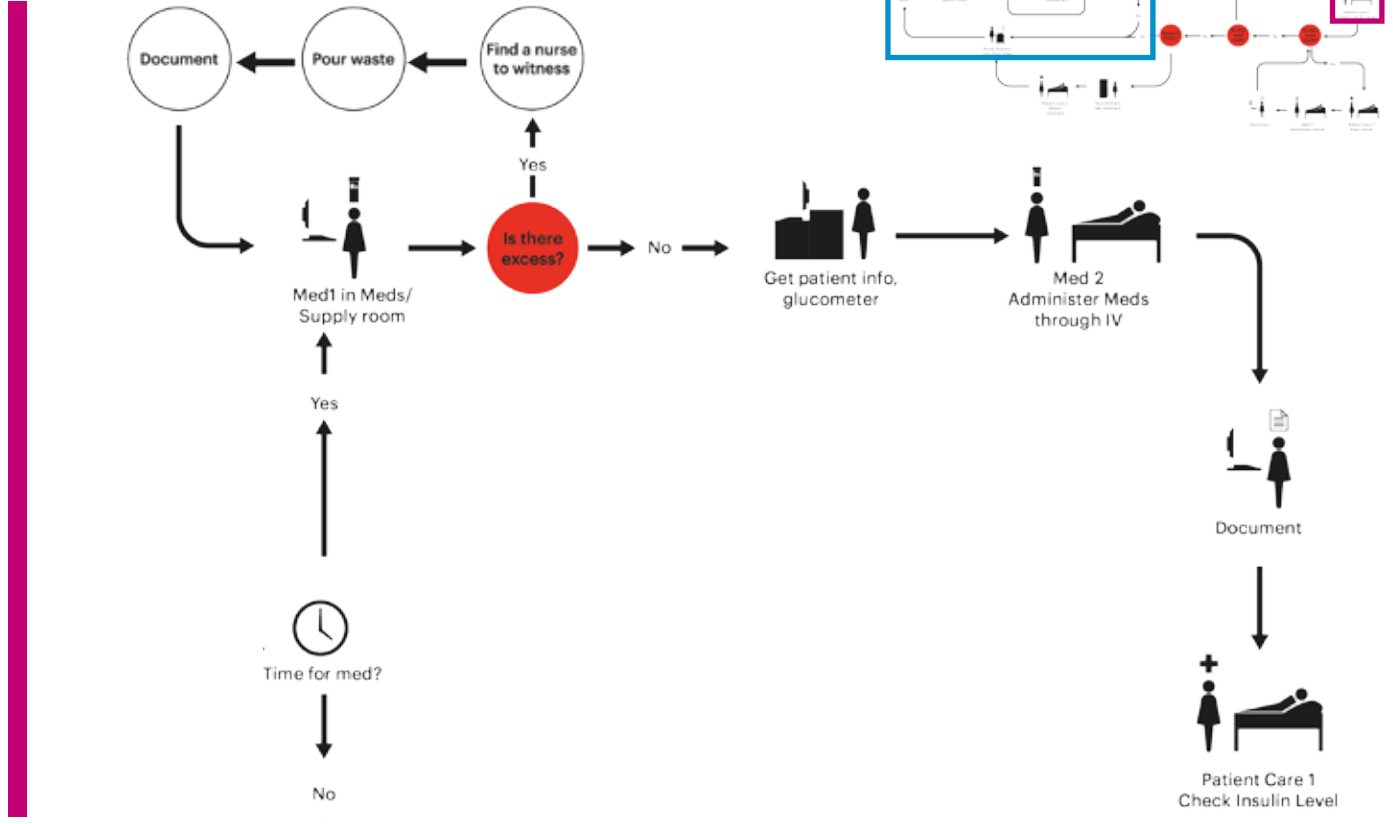 Document
Pour waste
Find a nurse
to witness
Yes
Is there
excess?
No
Med1 in Meds/
Supply room
Get patient info,
glucometer
Med 2
Administer Meds
through IV
Yes
Document
Time for med?
No
Patient Care 1
Check Insulin Level